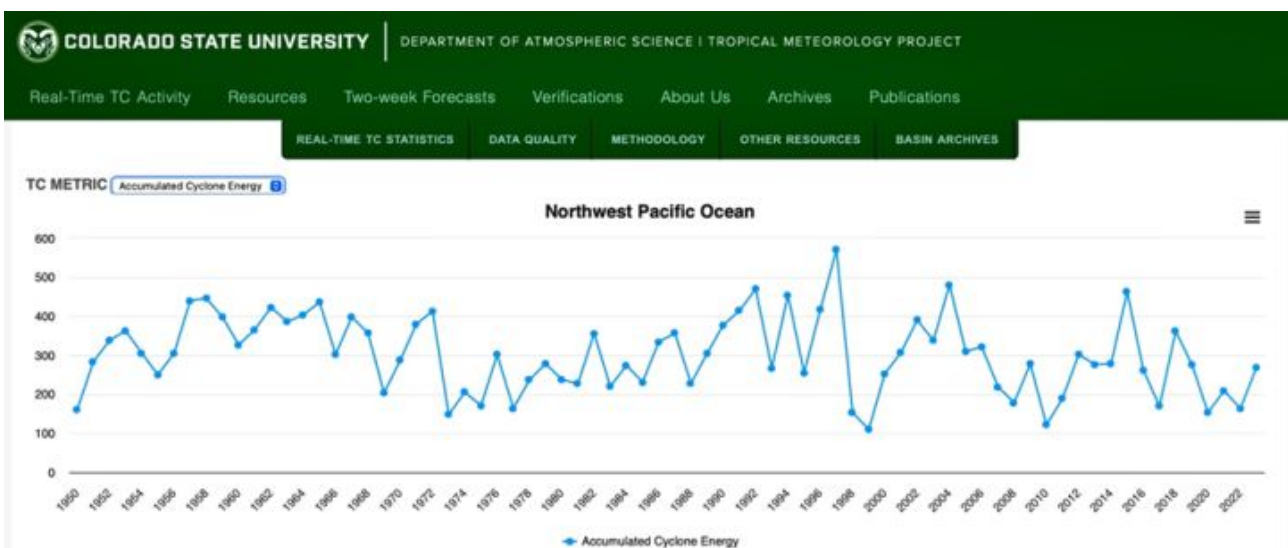 COLORADO STATE UNIVERSITY
DEPARTMENT OF ATMOSPHERIC SCIENCE | TROPICAL METEOROLOGY PROJECT
Real-Time TC Activity Resources Two-week Forecasts Verifications About Us Archives Publications
REAL-TIME TC STATISTICS DATA QUALITY METHODOLOGY OTHER RESOURCES BASIN ARCHIVES
TC METRIC Accumulated Cyclone Energy
Northwest Pacific Ocean
600
500
400
300
200
100
0
1950 1952 1954 1956 1958 1960 1962 1964 1966 1968 1970 1972 1974 1976 1978 1980 1982 1984 1986 1988 1990 1992 1994 1996 1998 2000 2002 2004 2006 2008 2010 2012 2014 2016 2018 2020 2022
Accumulated Cyclone Energy